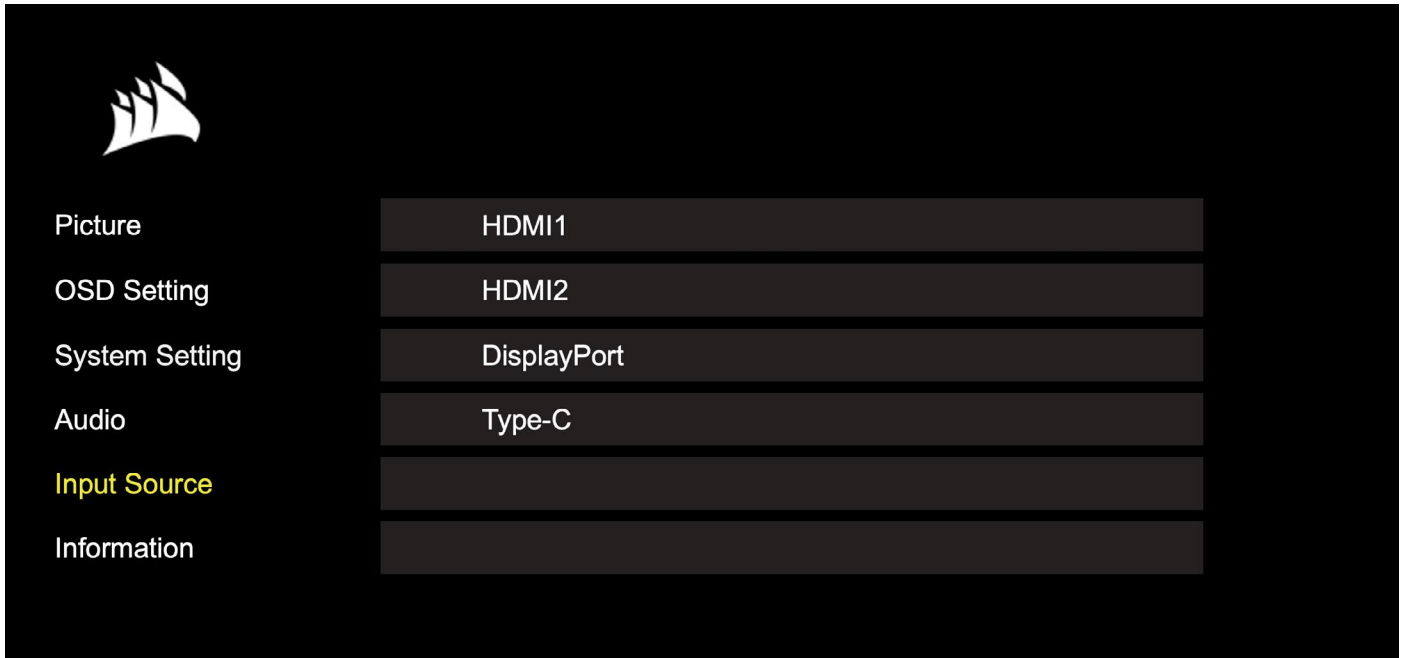 Picture
HDMI1
OSD Setting
HDMI2
System Setting
DisplayPort
Audio
Type-C
Input Source
Information